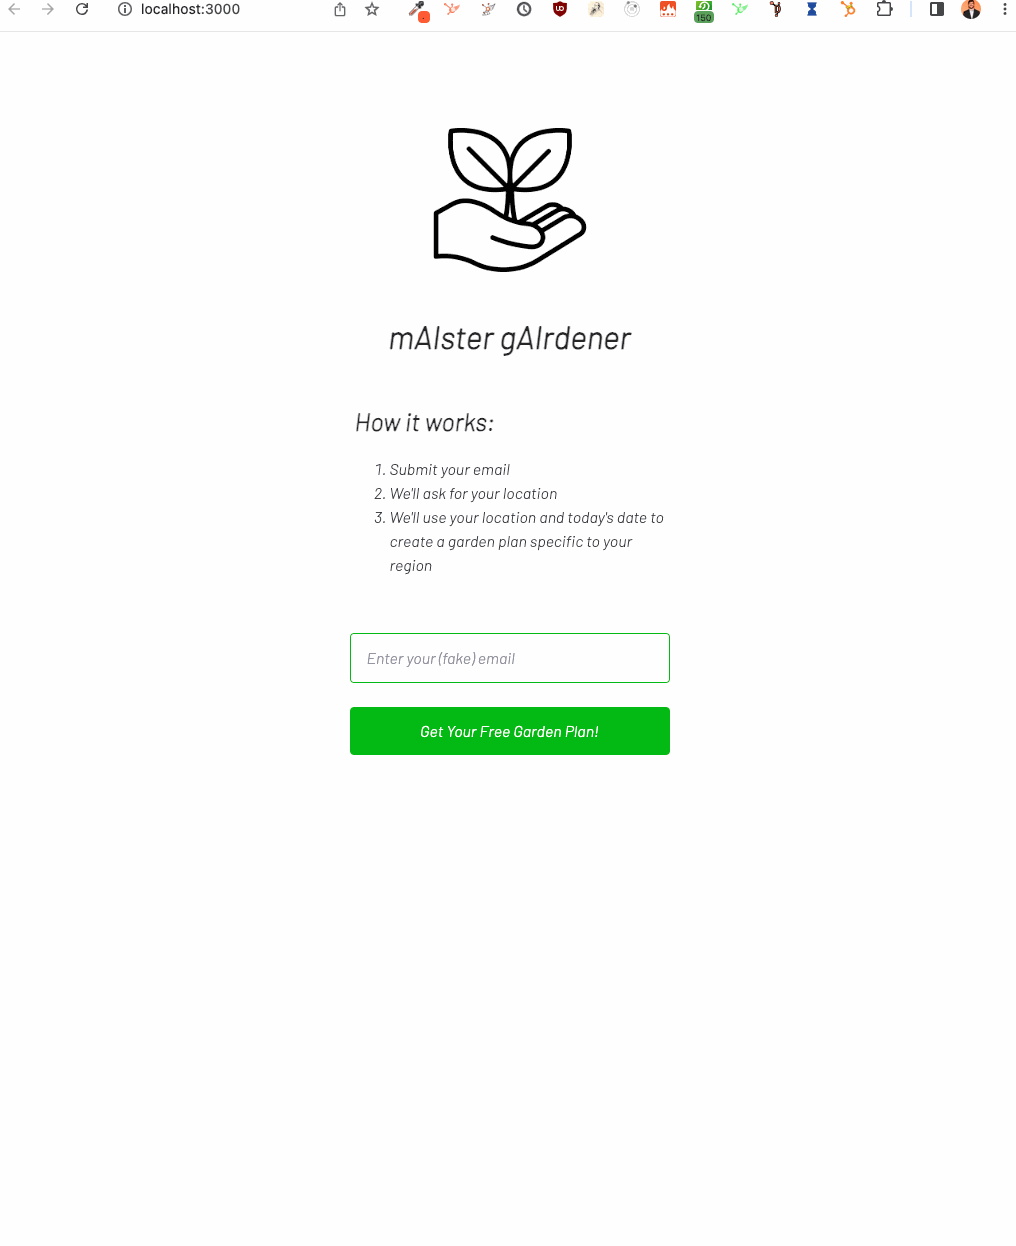 localhost:3000
150
mAIster gAIrdener
How it works:
1. Submit your email
2. We'll ask for your location
3. We'll use your location and today's date to
create a garden plan specific to your
region
Enter your (fake) email
Get Your Free Garden Plan!